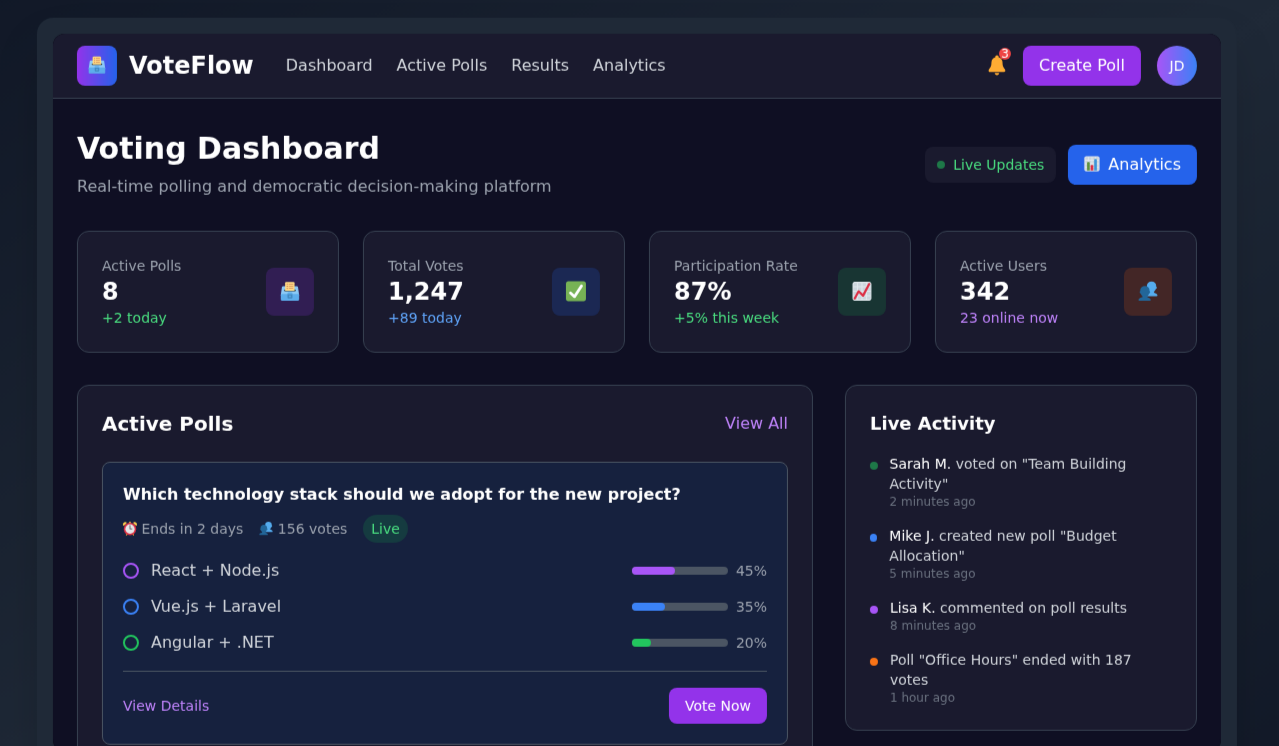 VoteFlow
Dashboard
Active Polls
Results
Analytics
3
Create Poll
JD
Voting Dashboard
Real-time polling and democratic decision-making platform
Live Updates
Analytics
Active Polls
8
+2 today
Total Votes
1,247
+89 today
Participation Rate
87%
+5% this week
Active Users
342
23 online now
Active Polls
View All
Which technology stack should we adopt for the new project?
Ends in 2 days
156 votes
Live
React + Node.js
45%
Vue.js + Laravel
35%
Angular + .NET
20%
View Details
Vote Now
Live Activity
Sarah M. voted on "Team Building
Activity"
2 minutes ago
Mike J. created new poll "Budget
Allocation"
5 minutes ago
Lisa K. commented on poll results
8 minutes ago
Poll "Office Hours" ended with 187
votes
1 hour ago